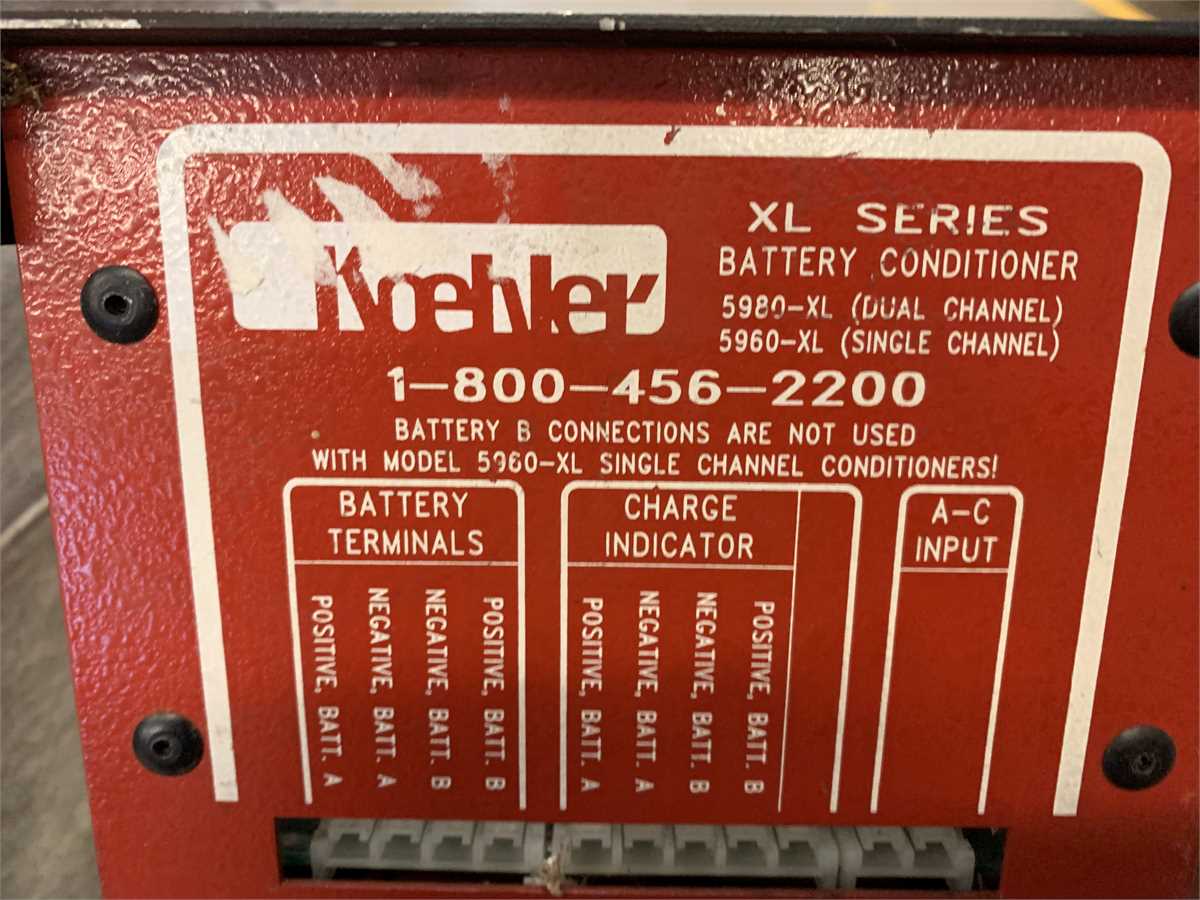 Koehler
XL SERIES
BATTERY CONDITIONER
5980-XL (DUAL CHANNEL)
5960-XL (SINGLE CHANNEL)
1-800-456-2200
BATTERY B CONNECTIONS ARE NOT USED
WITH MODEL 5960-XL SINGLE CHANNEL CONDITIONERS!
BATTERY
TERMINALS
POSITIVE, BATT. A
NEGATIVE, BATT. A
NEGATIVE, BATT. B
POSITIVE, BATT. B
CHARGE
INDICATOR
POSITIVE, BATT. A
NEGATIVE, BATT. A
NEGATIVE, BATT. B
POSITIVE, BATT. B
A-C
INPUT